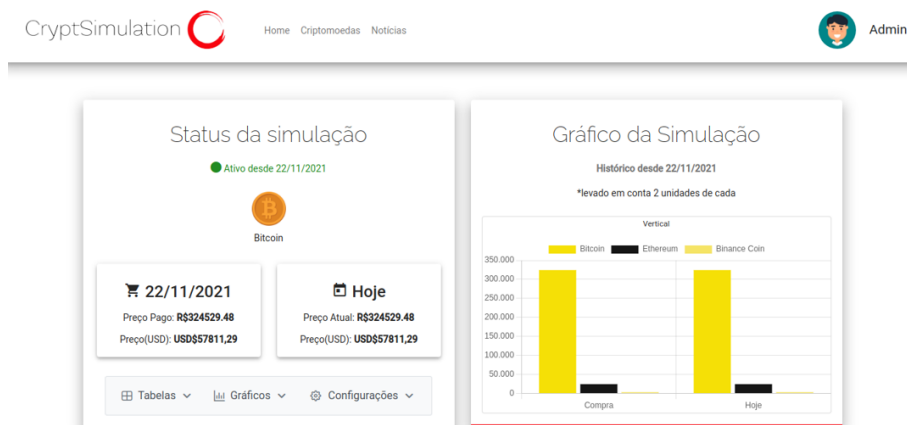 CryptSimulation
Home Criptomoedas Notícias
Admin
Status da simulação
Ativo desde 22/11/2021
Bitcoin
22/11/2021
Preço Pago: R$324529.48
Preço(USD): USD$57811,29
Hoje
Preço Atual: R$324529.48
Preço(USD): USD$57811,29
Tabelas Gráficos Configurações
Gráfico da Simulação
Histórico desde 22/11/2021
*levado em conta 2 unidades de cada
Vertical
Bitcoin Ethereum Binance Coin
350.000
300.000
250.000
200.000
150.000
100.000
50.000
0
Compra Hoje